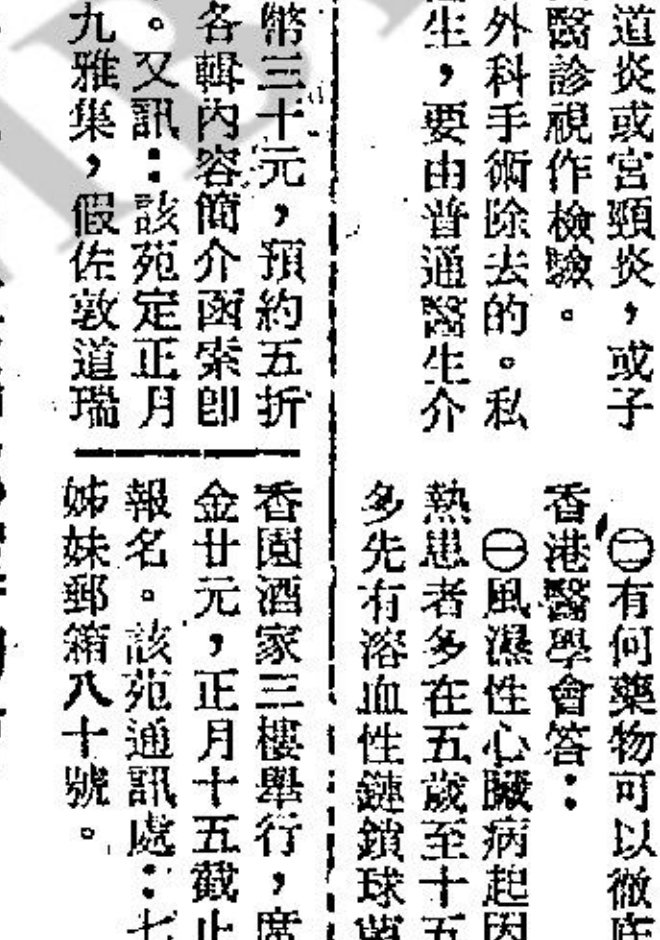 道炎或宮頸炎，或子
醫診視作檢驗。
外科手術除去的。私
生，要由普通醫生介
㊁有何藥物可以徹底
香港醫學會答：
㊀風濕性心臟病起因
熱患者多在五歲至十五
多先有溶血性鏈鎖球菌
幣三十元，預約五折
各輯內容簡介函索即
。又訊：該苑定正月
九雅集，假佐敦道瑞
香園酒家三樓舉行，席
金廿元，正月十五截止
報名。該苑通訊處：七
姊妹郵箱八十號。